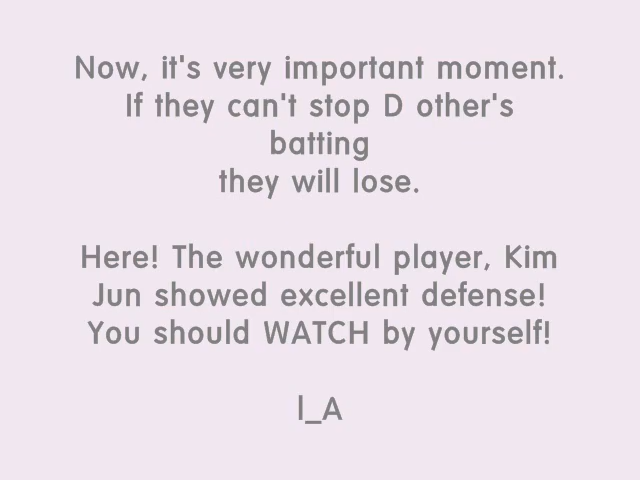 Now, it's very important moment.
If they can't stop D other's
batting
they will lose.
Here! The wonderful player, Kim
Jun showed excellent defense!
You should WATCH by yourself!
l_A